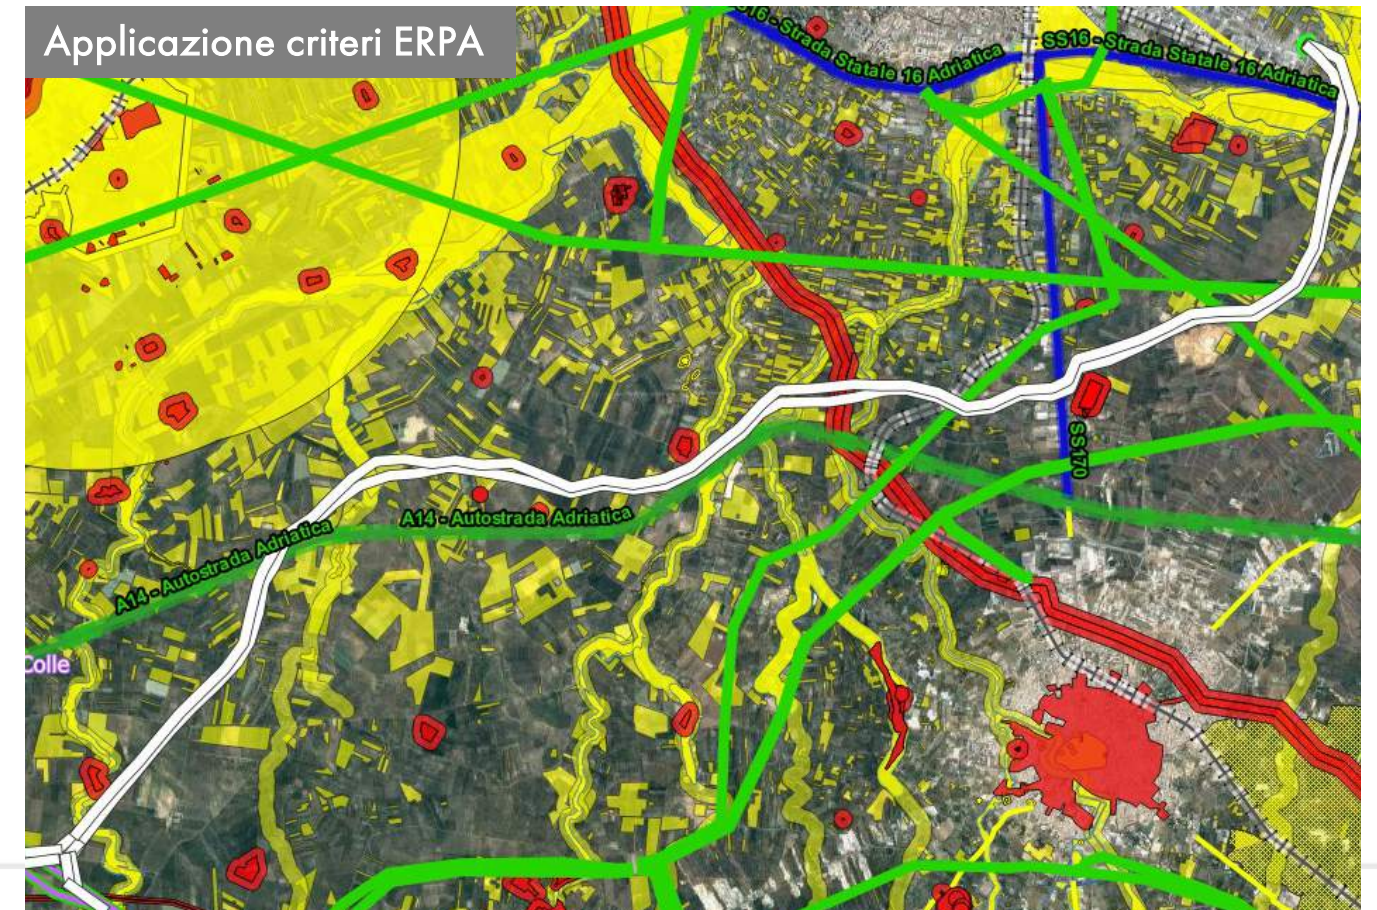 Applicazione criteri ERPA
SS16 - Strada Statale 16 Adriatica
SS16 - Strada Statale 16 Adriatica
SS170
A14 - Autostrada Adriatica
A14 - Autostrada Adriatica
Colle